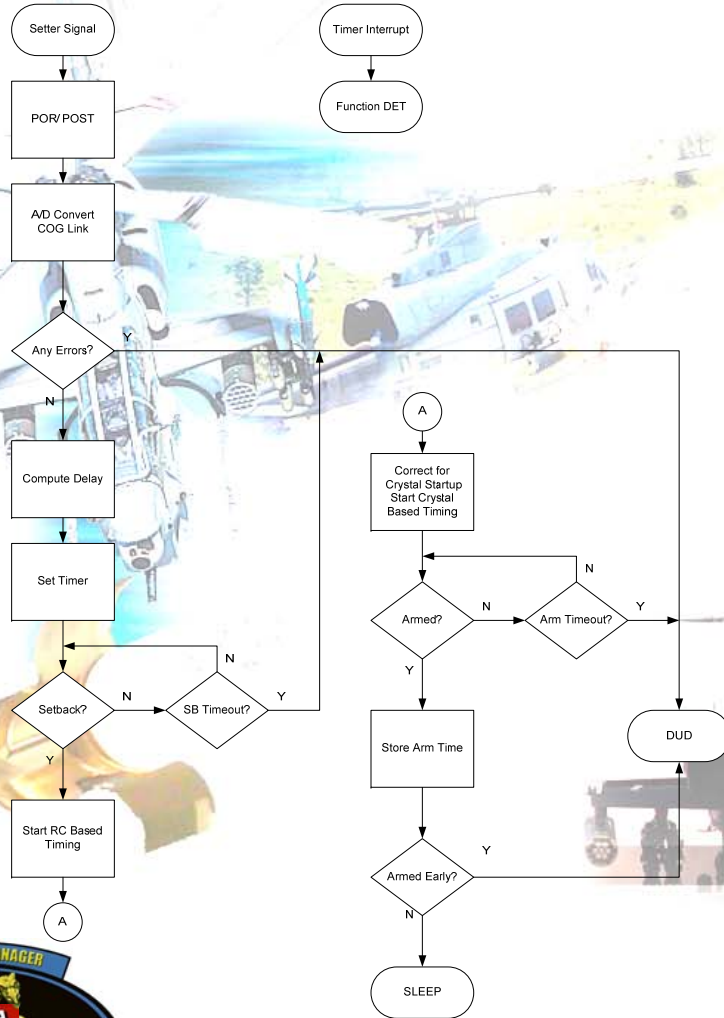 Setter Signal
Timer Interrupt
POR/ POST
Function DET
A/D Convert
COG Link
Any Errors?
Y
N
A
Compute Delay
Correct for
Crystal Startup
Start Crystal
Based Timing
Set Timer
N
N
Armed?
N
Arm Timeout?
Y
Y
Setback?
N
SB Timeout?
Y
Y
Store Arm Time
DUD
Start RC Based
Timing
Armed Early?
Y
N
A
SLEEP
NAGER